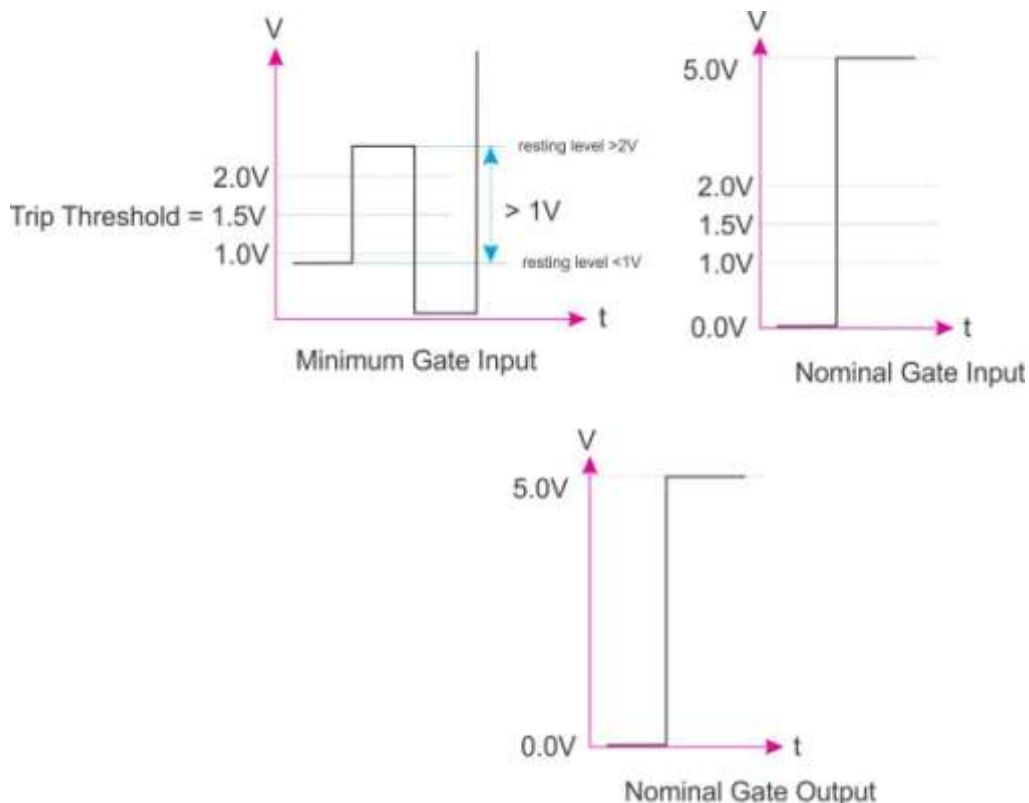 V
2.0V
Trip Threshold = 1.5V
1.0V
resting level >2V
> 1V
resting level <1V
t
Minimum Gate Input
V
5.0V
2.0V
1.5V
1.0V
0.0V
t
Nominal Gate Input
V
5.0V
0.0V
t
Nominal Gate Output